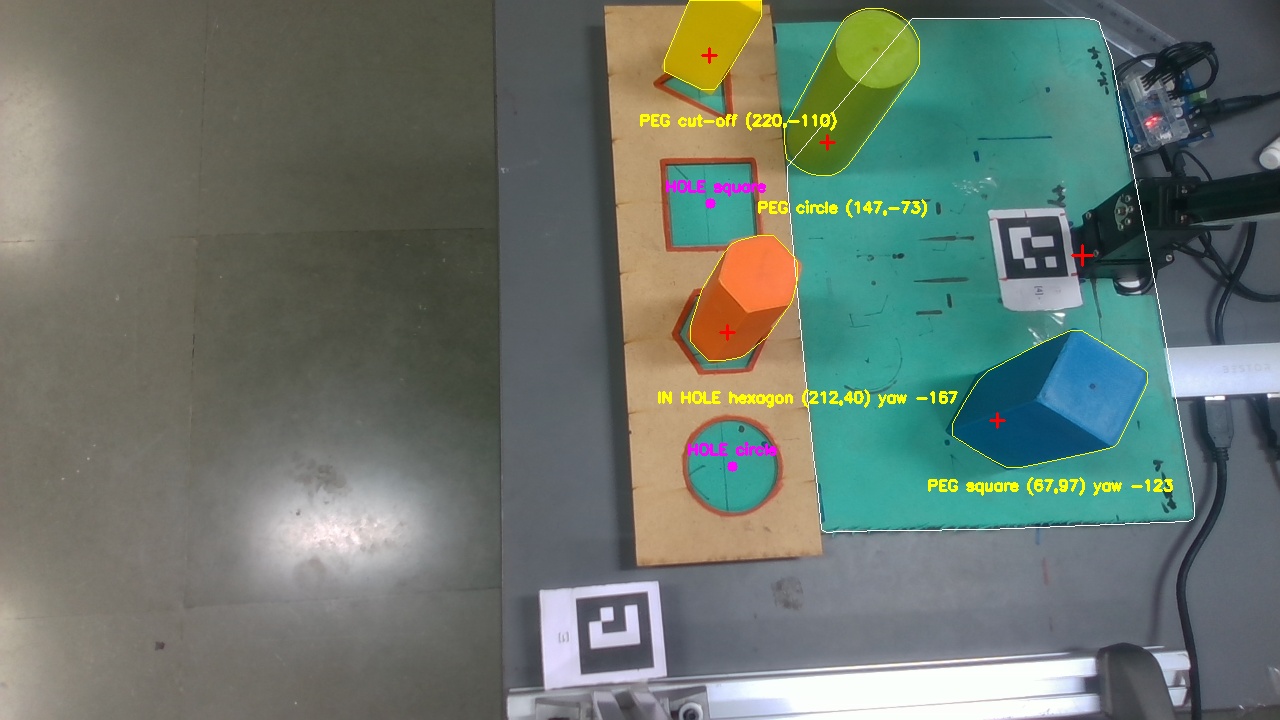 PEG cut-off (220,-110)
HOLE square
PEG circle (147,-73)
IN HOLE hexagon (212,40) yaw -167
HOLE circle
PEG square (67,97) yaw -123